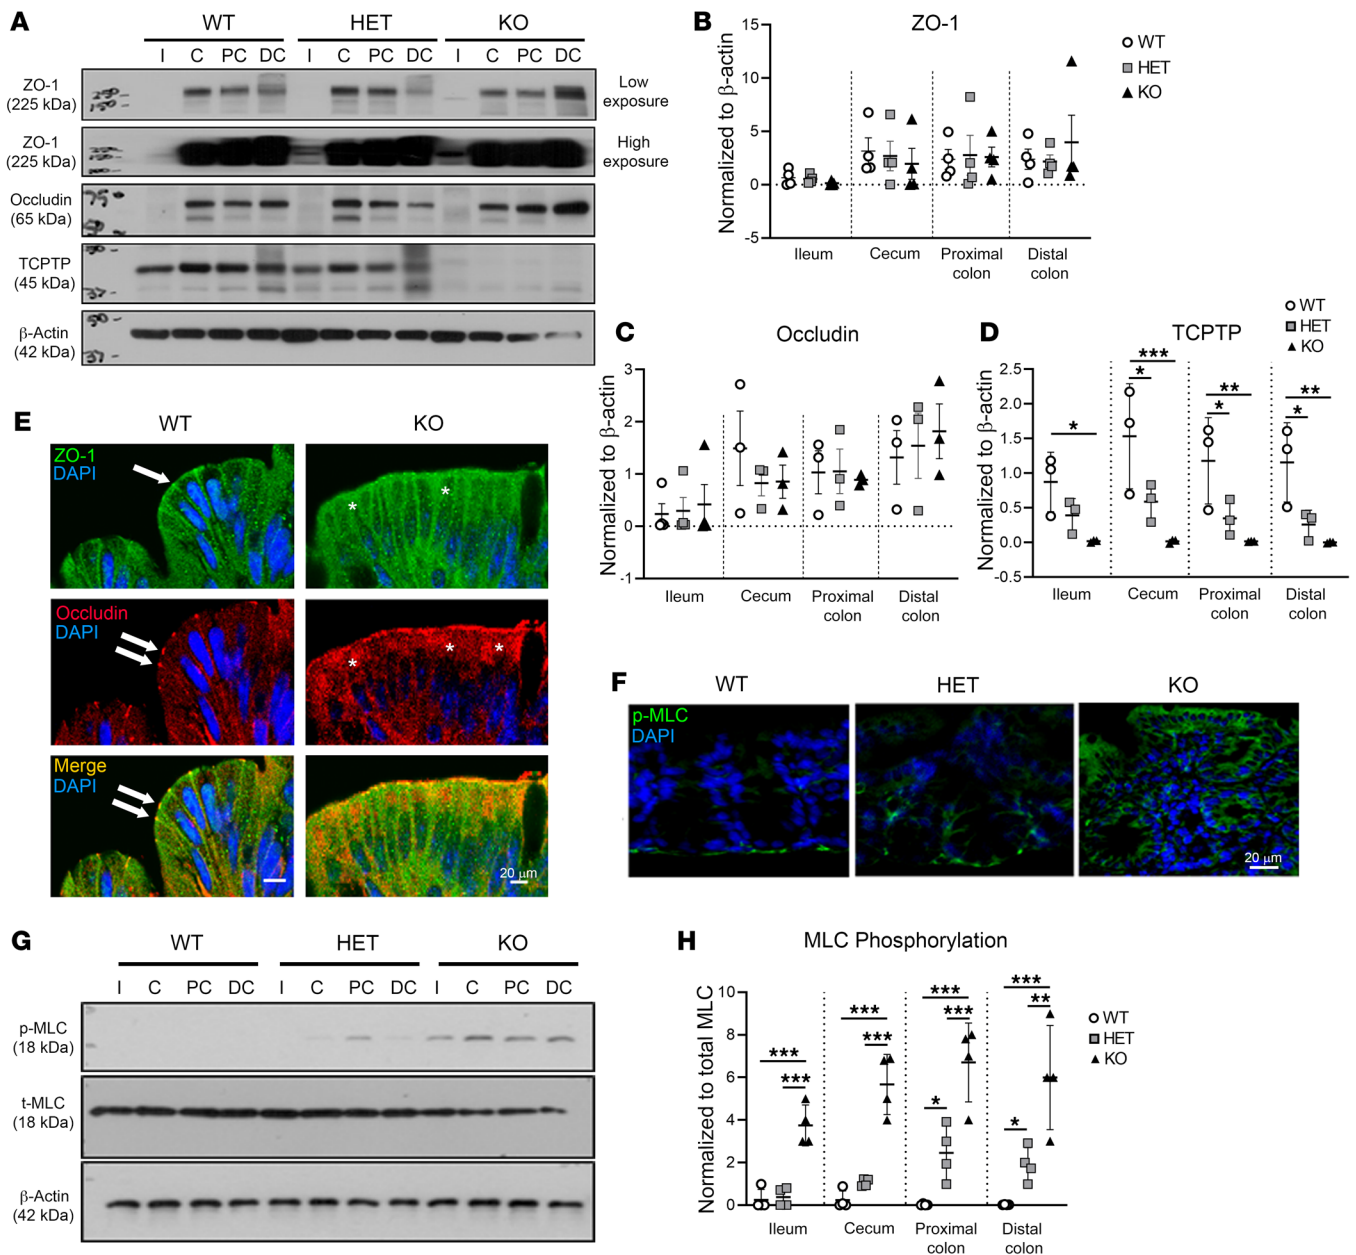 A
WT HET KO
I C PC DC I C PC DC I C PC DC
ZO-1
(225 kDa)
Low
exposure
ZO-1
(225 kDa)
High
exposure
Occludin
(65 kDa)
TCPTP
(45 kDa)
β-Actin
(42 kDa)
B
ZO-1
Normalized to β-actin
15
10
5
0
-5
Ileum Cecum Proximal
colon
Distal
colon
WT
HET
KO
C
Occludin
Normalized to β-actin
3
2
1
0
-1
Ileum Cecum Proximal
colon
Distal
colon
D
TCPTP
WT
HET
KO
Normalized to β-actin
2.5
2.0
1.5
1.0
0.5
0.0
-0.5
*
*** *
** *
** *
Ileum Cecum Proximal
colon
Distal
colon
E
WT KO
ZO-1
DAPI
* *
Occludin
DAPI
* * *
Merge
DAPI
20 μm
F
WT HET KO
p-MLC
DAPI
20 μm
G
WT HET KO
I C PC DC I C PC DC I C PC DC
p-MLC
(18 kDa)
t-MLC
(18 kDa)
β-Actin
(42 kDa)
H
MLC Phosphorylation
Normalized to total MLC
10
8
6
4
2
0
*** ***
*** ***
*** *** *
*** ** *
Ileum Cecum Proximal
colon
Distal
colon
WT
HET
KO